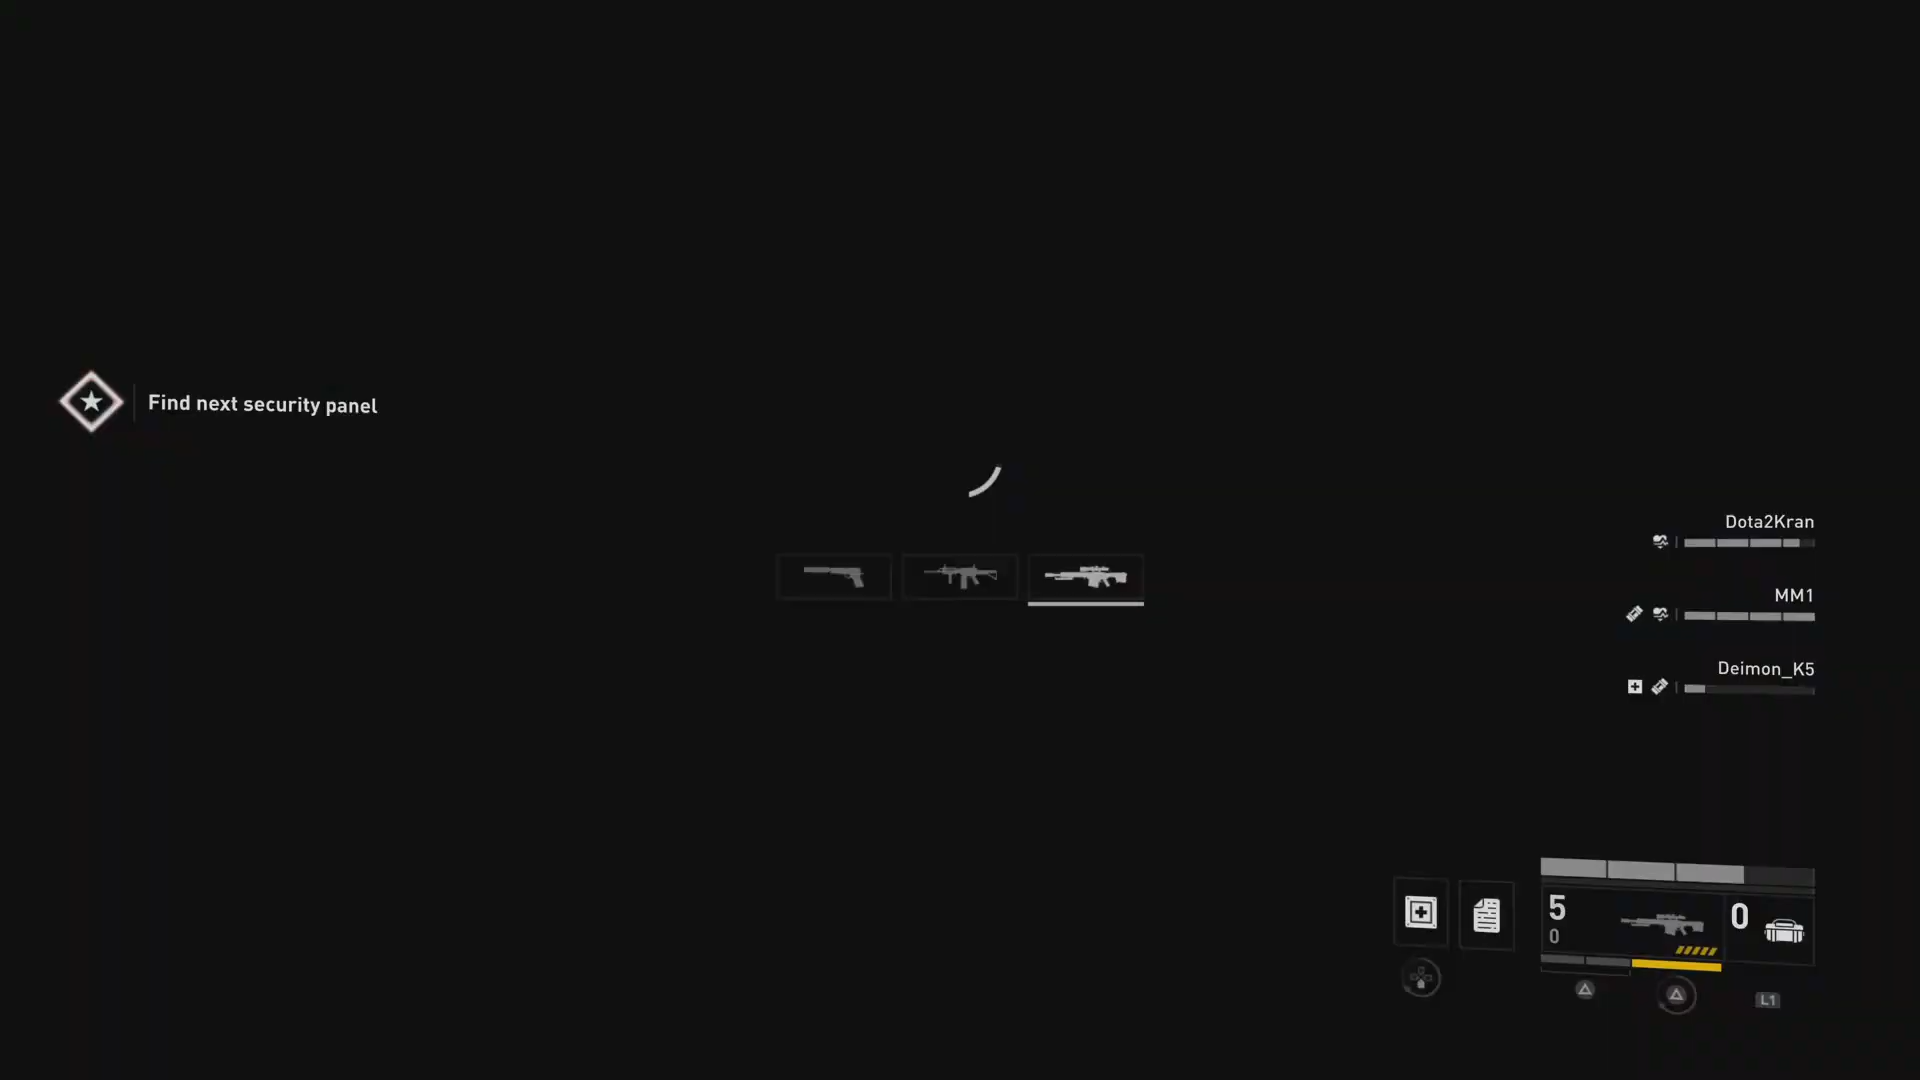 Find next security panel
Dota2Kran
MM1
Deimon_K5
5
0
0
L1